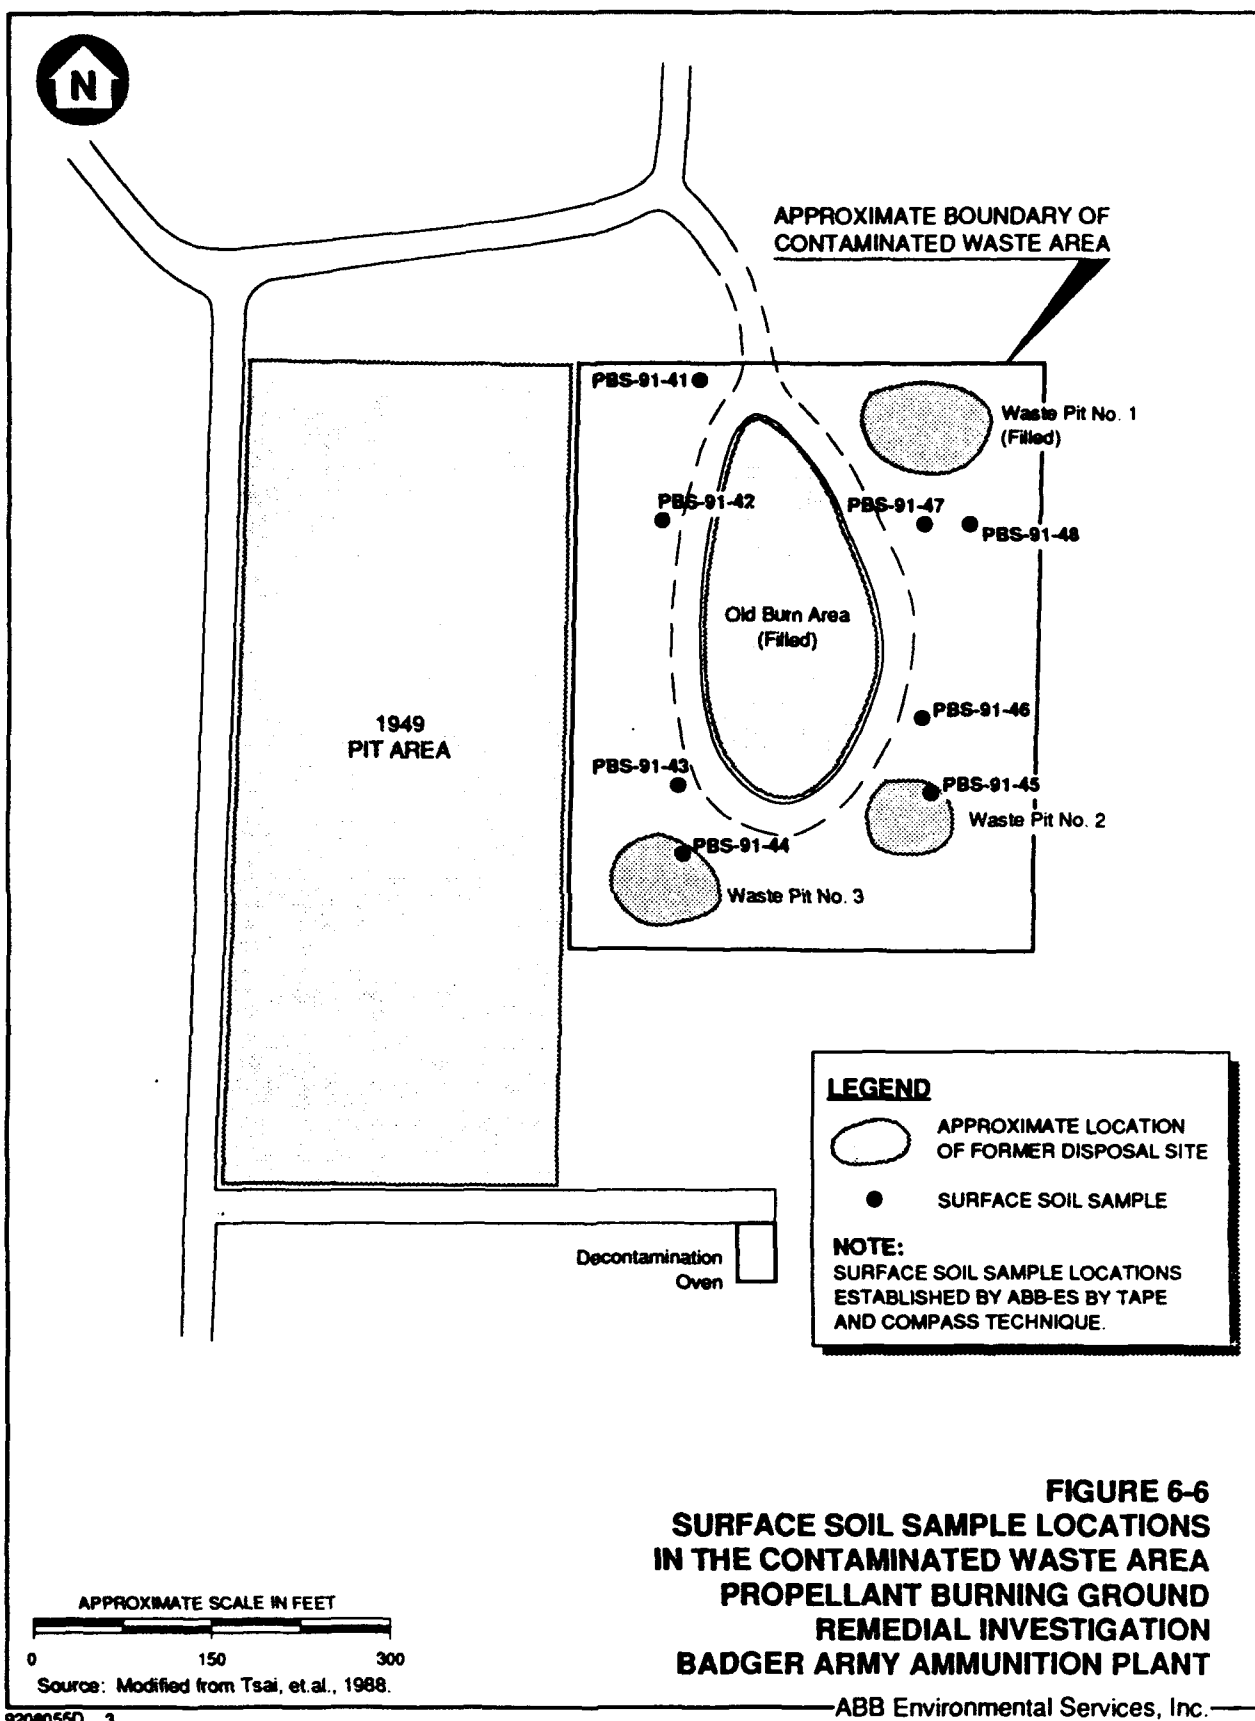 N
APPROXIMATE BOUNDARY OF
CONTAMINATED WASTE AREA
PBS-91-41
Waste Pit No. 1
(Filled)
PBS-91-42
PBS-91-47
PBS-91-48
Old Burn Area
(Filled)
1949
PIT AREA
PBS-91-46
PBS-91-43
PBS-91-45
Waste Pit No. 2
PBS-91-44
Waste Pit No. 3
LEGEND
APPROXIMATE LOCATION
OF FORMER DISPOSAL SITE
SURFACE SOIL SAMPLE
NOTE:
SURFACE SOIL SAMPLE LOCATIONS
ESTABLISHED BY ABB-ES BY TAPE
AND COMPASS TECHNIQUE.
Decontamination
Oven
FIGURE 6-6
SURFACE SOIL SAMPLE LOCATIONS
IN THE CONTAMINATED WASTE AREA
PROPELLANT BURNING GROUND
REMEDIAL INVESTIGATION
BADGER ARMY AMMUNITION PLANT
APPROXIMATE SCALE IN FEET
0 150 300
Source: Modified from Tsai, et.al., 1988.
ABB Environmental Services, Inc.